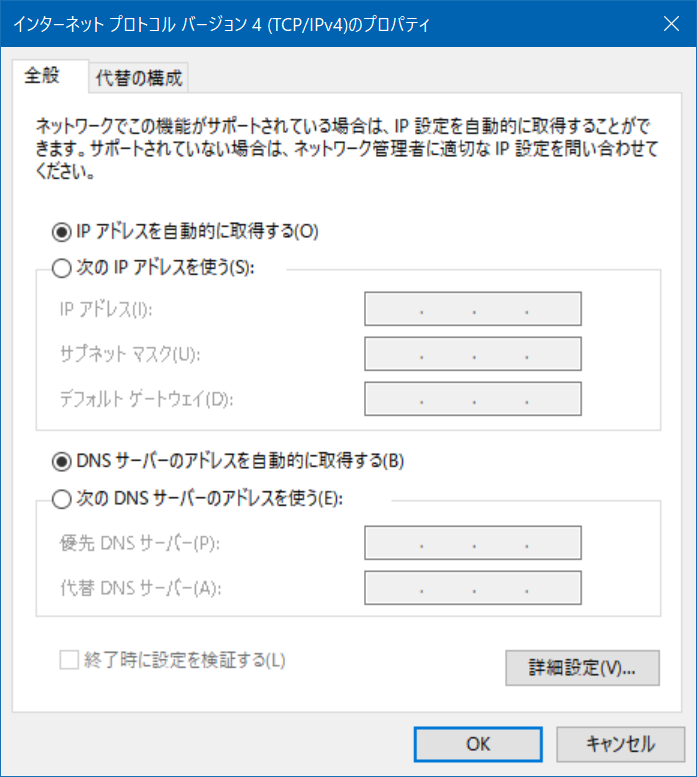 インターネット プロトコル バージョン 4 (TCP/IPv4)のプロパティ
全般
代替の構成
ネットワークでこの機能がサポートされている場合は、IP 設定を自動的に取得することがで
きます。サポートされていない場合は、ネットワーク管理者に適切な IP 設定を問い合わせて
ください。
IP アドレスを自動的に取得する(O)
次の IP アドレスを使う(S):
IP アドレス(I):
サブネット マスク(U):
デフォルト ゲートウェイ(D):
DNS サーバーのアドレスを自動的に取得する(B)
次の DNS サーバーのアドレスを使う(E):
優先 DNS サーバー(P):
代替 DNS サーバー(A):
終了時に設定を検証する(L)
詳細設定(V)...
OK
キャンセル